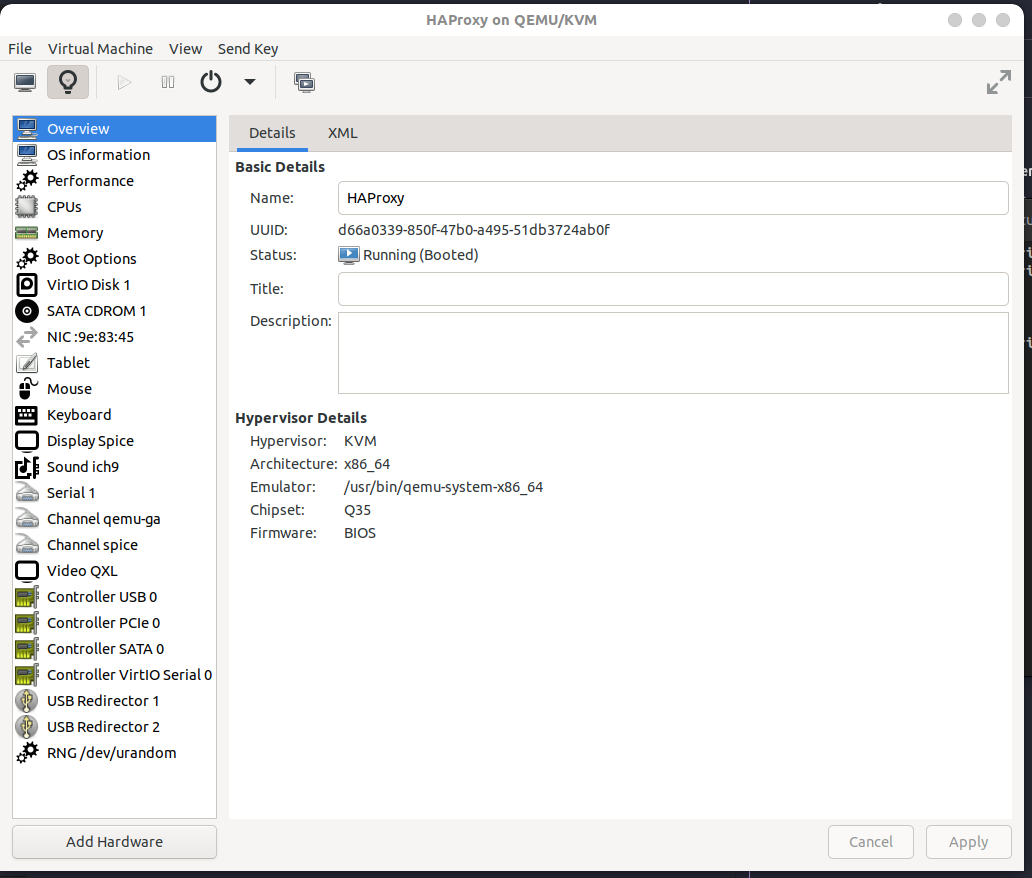 HAProxy on QEMU/KVM
File Virtual Machine View Send Key
Overview
OS information
Performance
CPUs
Memory
Boot Options
VirtIO Disk 1
SATA CDROM 1
NIC :9e:83:45
Tablet
Mouse
Keyboard
Display Spice
Sound ich9
Serial 1
Channel qemu-ga
Channel spice
Video QXL
Controller USB 0
Controller PCIe 0
Controller SATA 0
Controller VirtIO Serial 0
USB Redirector 1
USB Redirector 2
RNG /dev/urandom
Add Hardware
Details XML
Basic Details
Name: HAProxy
UUID: d66a0339-850f-47b0-a495-51db3724ab0f
Status: Running (Booted)
Title:
Description:
Hypervisor Details
Hypervisor: KVM
Architecture: x86_64
Emulator: /usr/bin/qemu-system-x86_64
Chipset: Q35
Firmware: BIOS
Cancel Apply